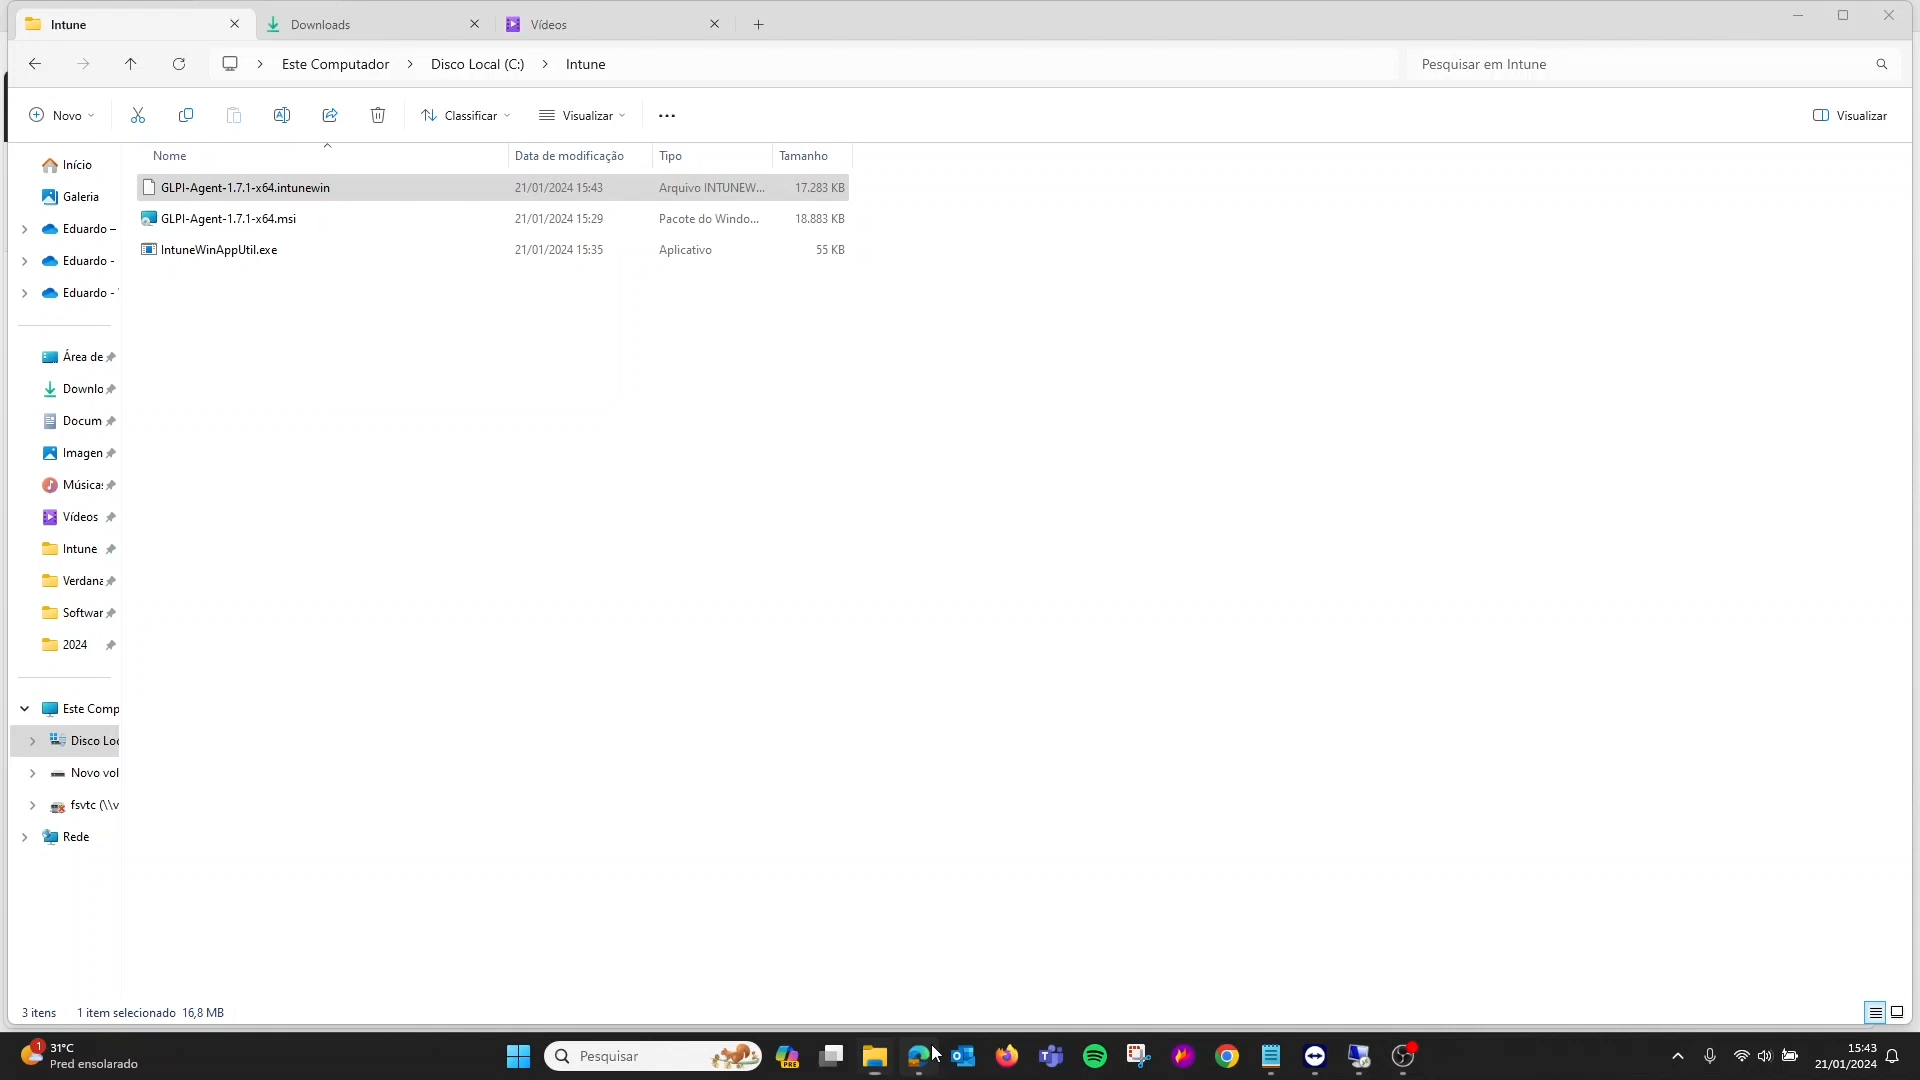 Intune
Downloads
Vídeos
Este Computador
Disco Local (C:)
Intune
Pesquisar em Intune
Novo
Classificar
Visualizar
Visualizar
Nome
Data de modificação
Tipo
Tamanho
GLPI-Agent-1.7.1-x64.intunewin
21/01/2024 15:43
Arquivo INTUNEW...
17.283 KB
GLPI-Agent-1.7.1-x64.msi
21/01/2024 15:29
Pacote do Windo...
18.883 KB
IntuneWinAppUtil.exe
21/01/2024 15:35
Aplicativo
55 KB
Início
Galeria
Eduardo –
Eduardo -
Eduardo -
Área de
Downlo
Docum
Imagen
Músicas
Vídeos
Intune
Verdana
Softwar
2024
Este Comp
Disco Loc
Novo vol
fsvtc (\\v
Rede
3 itens
1 item selecionado 16,8 MB
1
31°C
Pred ensolarado
Pesquisar
PRE
15:43
21/01/2024